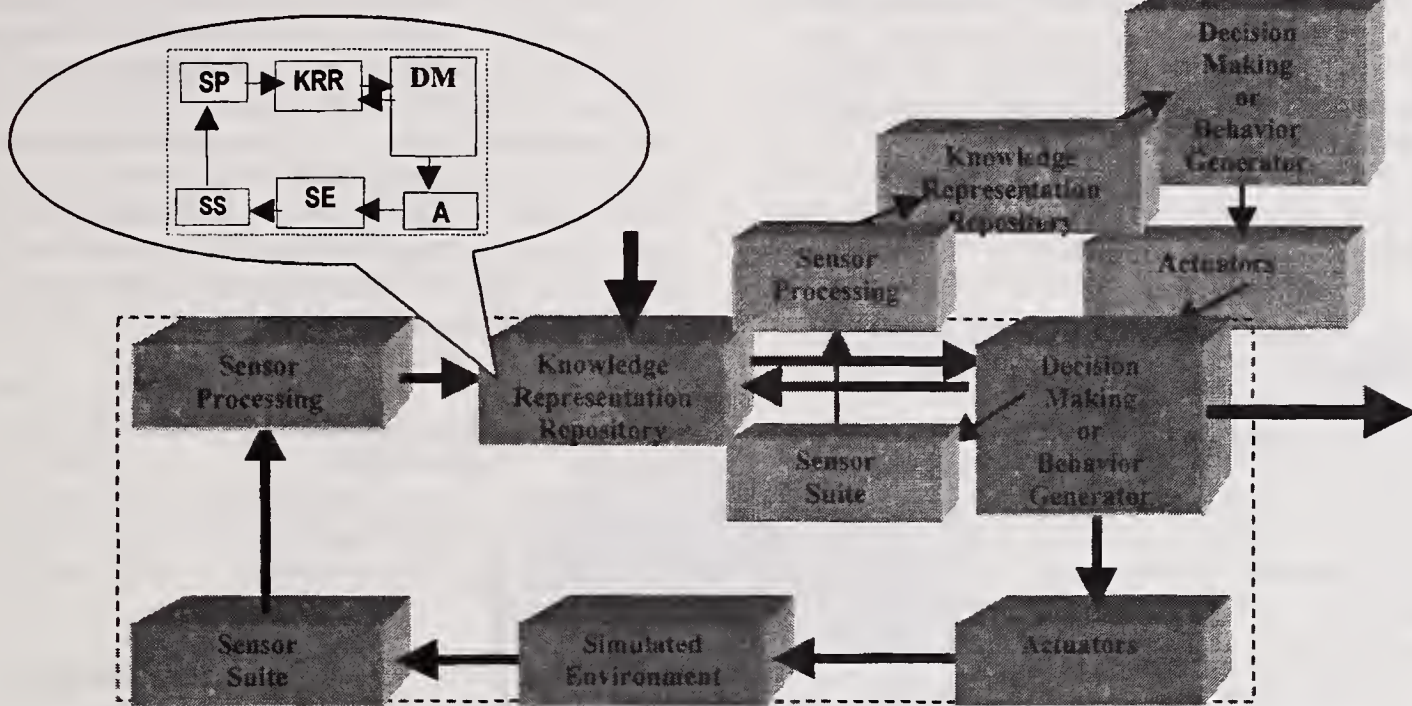 SP
KRR
DM
SS
SE
A
Decision
Making
or
Behavior
Generator
Knowledge
Representation
Repository
Sensor
Processing
Actuators
Sensor
Processing
Knowledge
Representation
Repository
Decision
Making
or
Behavior
Generator
Sensor
Suite
Sensor
Suite
Simulated
Environment
Actuators